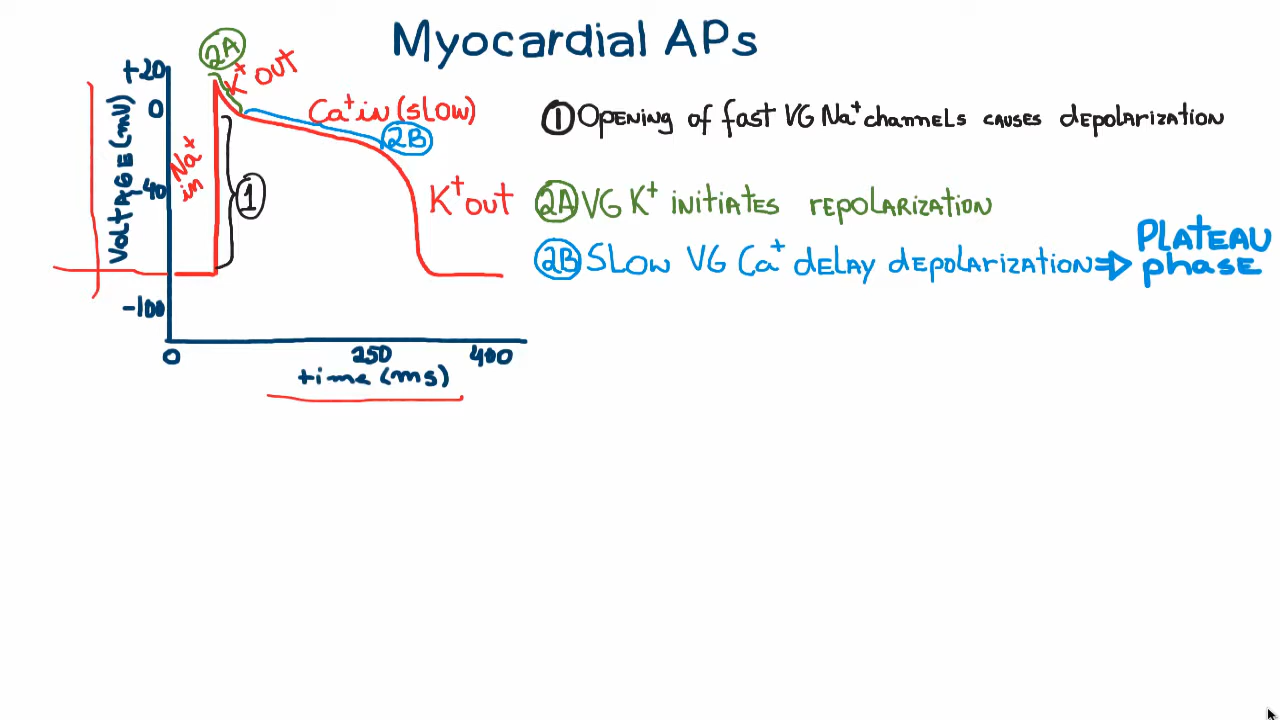 Myocardial APs
2A
K+ out
+20
0
-40
-100
VOLTAGE (mV)
Na+
in
Ca+ in (slow)
2B
1
K+ out
0
250
400
time (ms)
1 OPENING of fast VG Na+ channels CAUSES depolarization
2A VG K+ INITIATES REPOLARIZATION
2B SLOW VG Ca+ DELAY DEPOLARIZATION ⇒ PLATEAU
phase